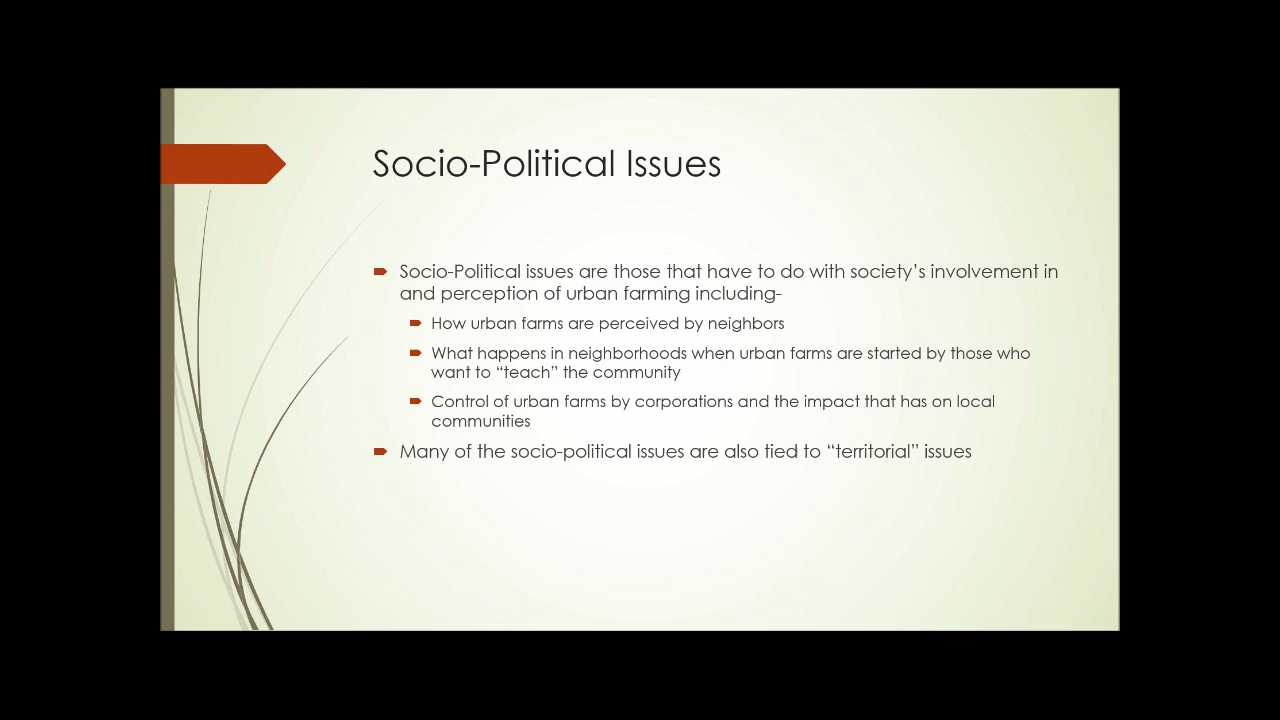 Socio-Political Issues
Socio-Political issues are those that have to do with society’s involvement in
and perception of urban farming including-
How urban farms are perceived by neighbors
What happens in neighborhoods when urban farms are started by those who
want to “teach” the community
Control of urban farms by corporations and the impact that has on local
communities
Many of the socio-political issues are also tied to “territorial” issues